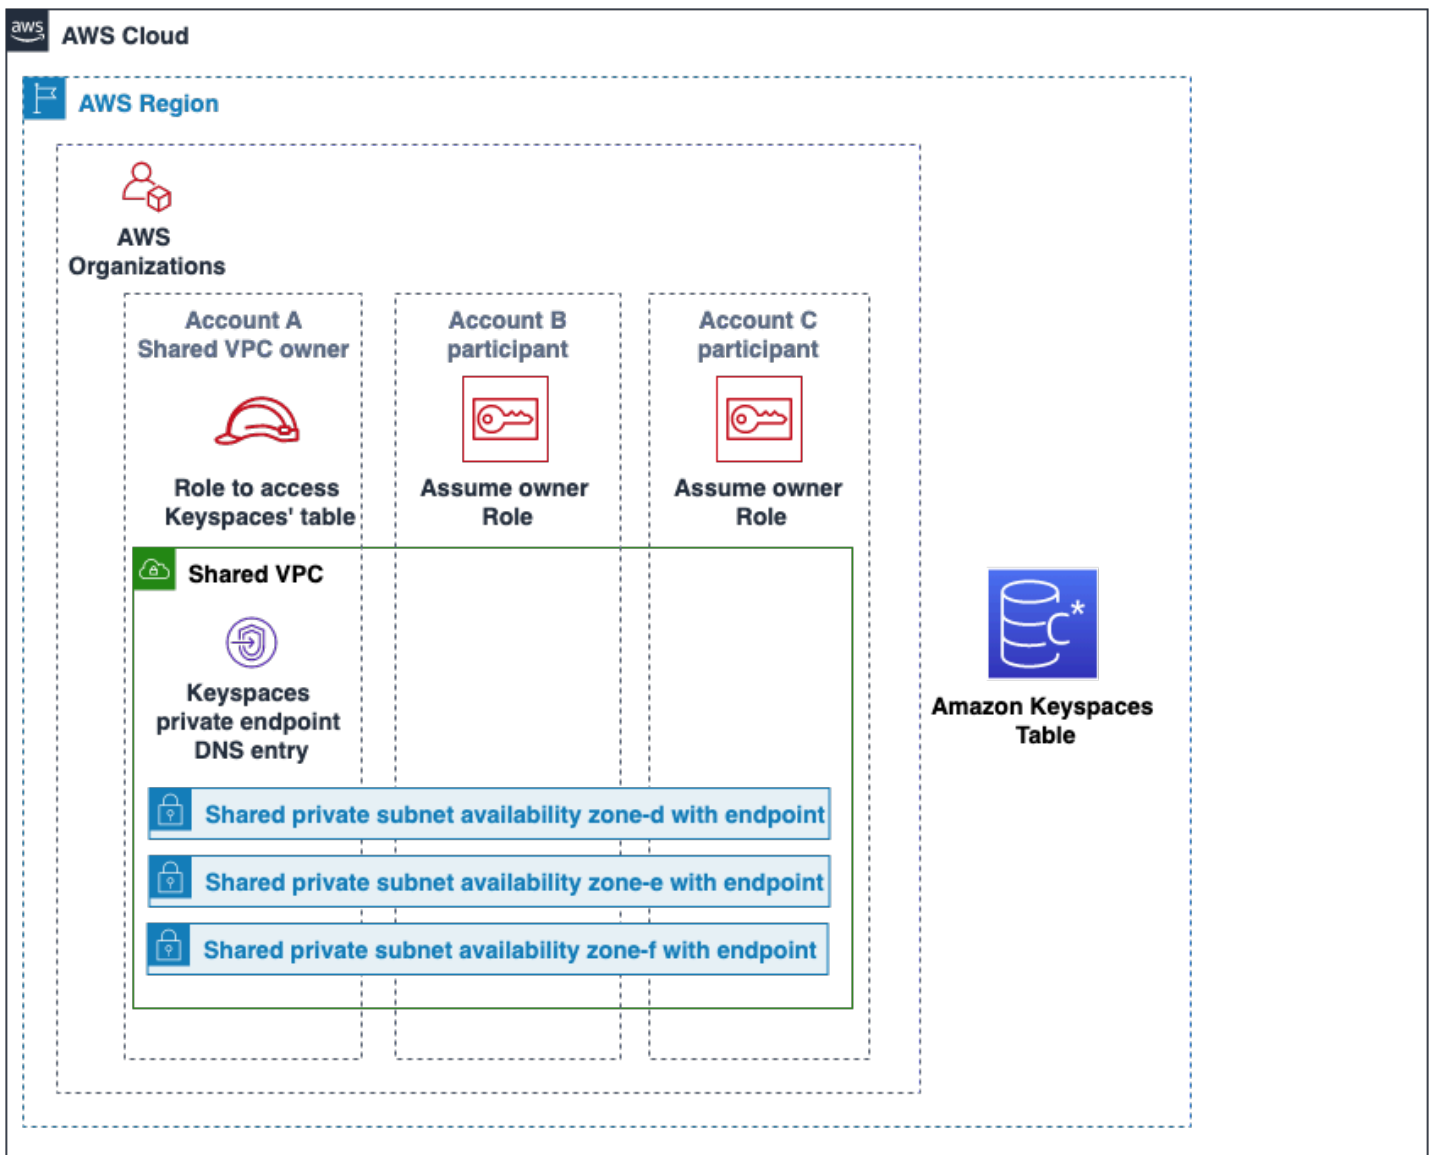 aws
AWS Cloud
AWS Region
AWS
Organizations
Account A
Shared VPC owner
Role to access
Keyspaces' table
Account B
participant
Assume owner
Role
Account C
participant
Assume owner
Role
Shared VPC
Keyspaces
private endpoint
DNS entry
Shared private subnet availability zone-d with endpoint
Shared private subnet availability zone-e with endpoint
Shared private subnet availability zone-f with endpoint
C*
Amazon Keyspaces
Table